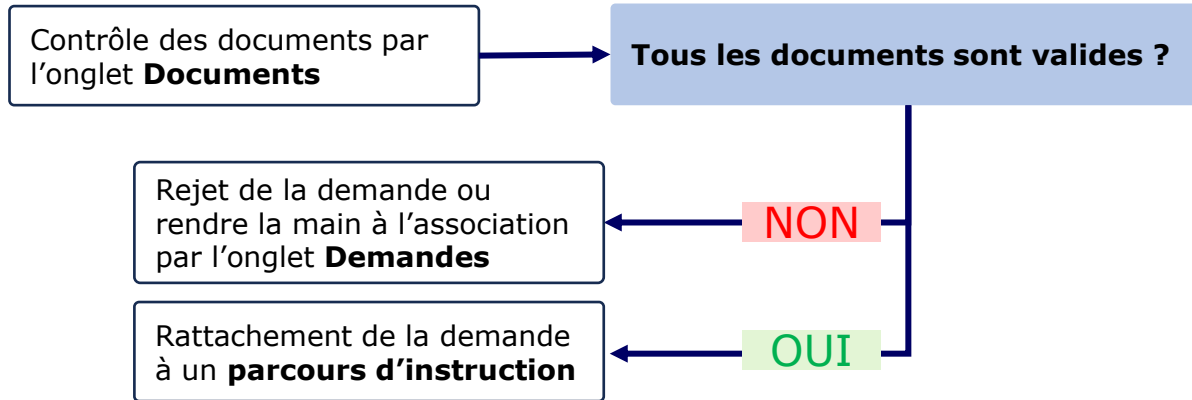 Contrôle des documents par
l’onglet Documents
Tous les documents sont valides ?
Rejet de la demande ou
rendre la main à l’association
par l’onglet Demandes
NON
Rattachement de la demande
à un parcours d’instruction
OUI